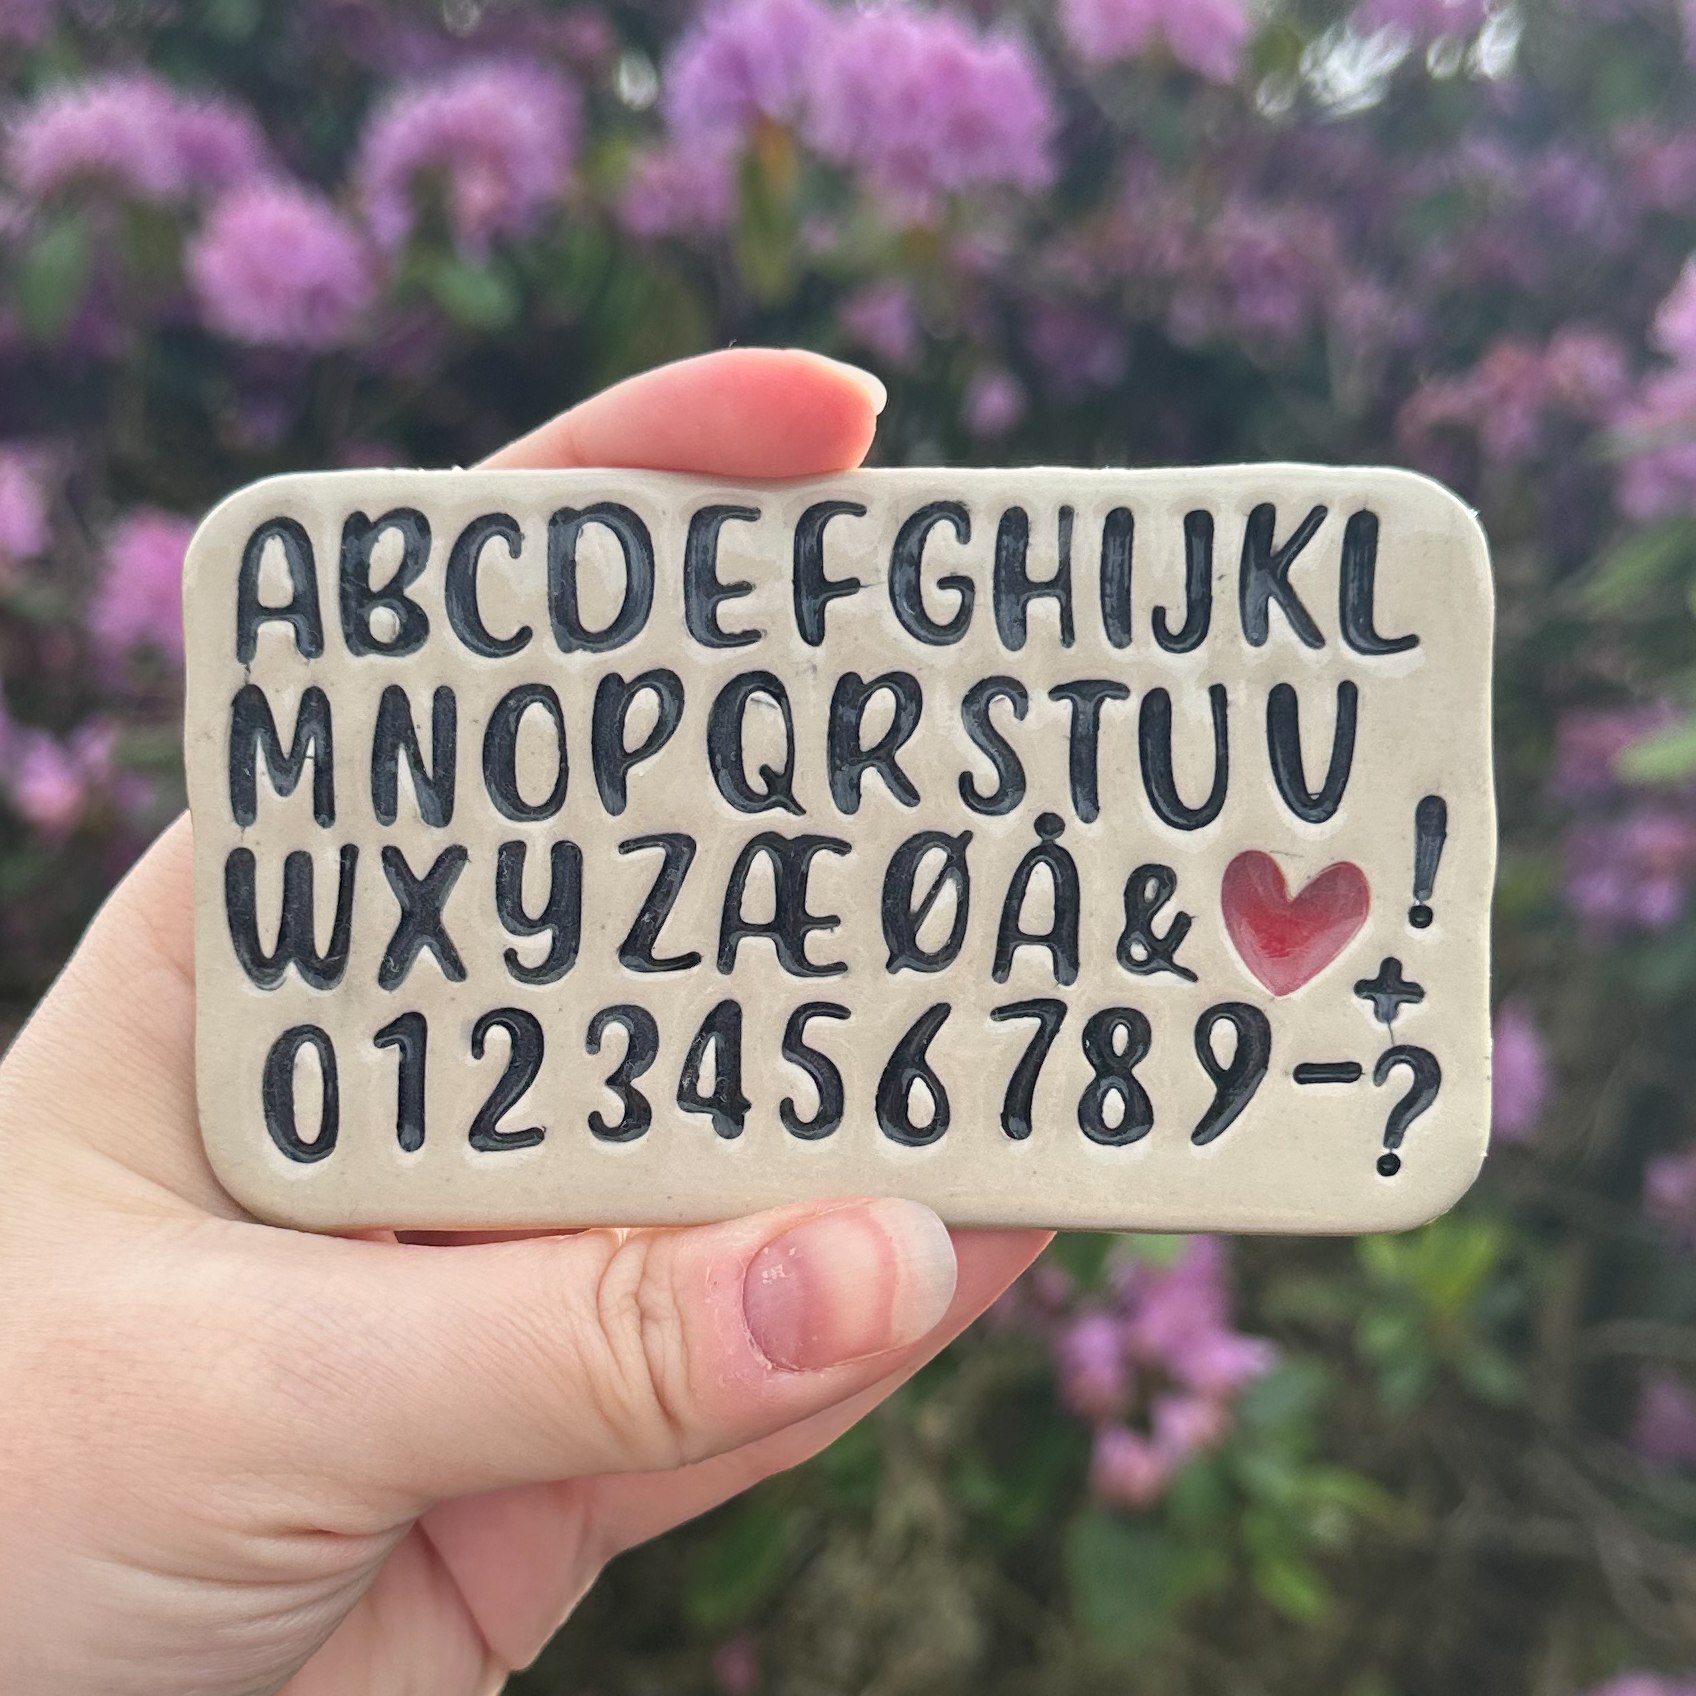 ABCDEFGHIJKL
MNOPQRSTUV
WXYZÆØÅ&❤!
+
0123456789-?